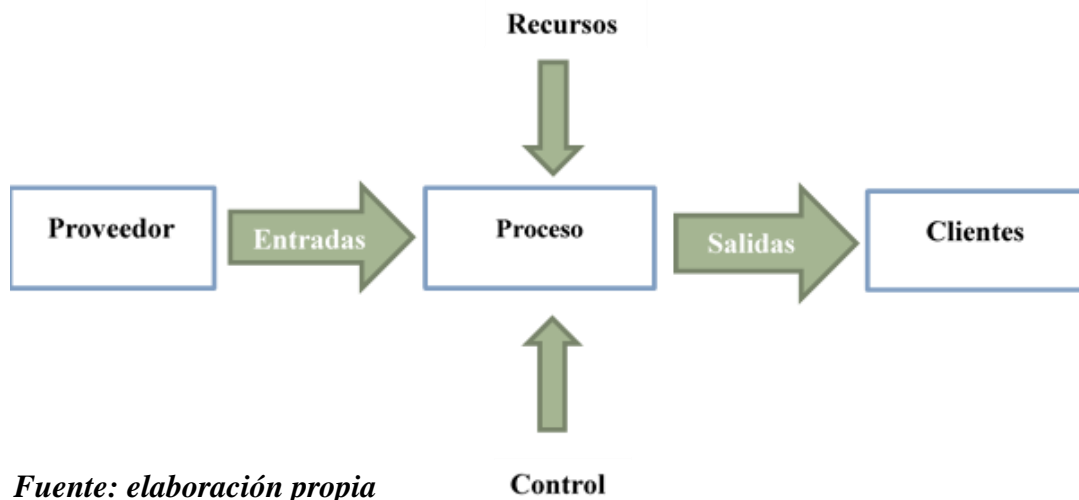 Recursos
Proveedor
Entradas
Proceso
Salidas
Clientes
Fuente: elaboración propia
Control